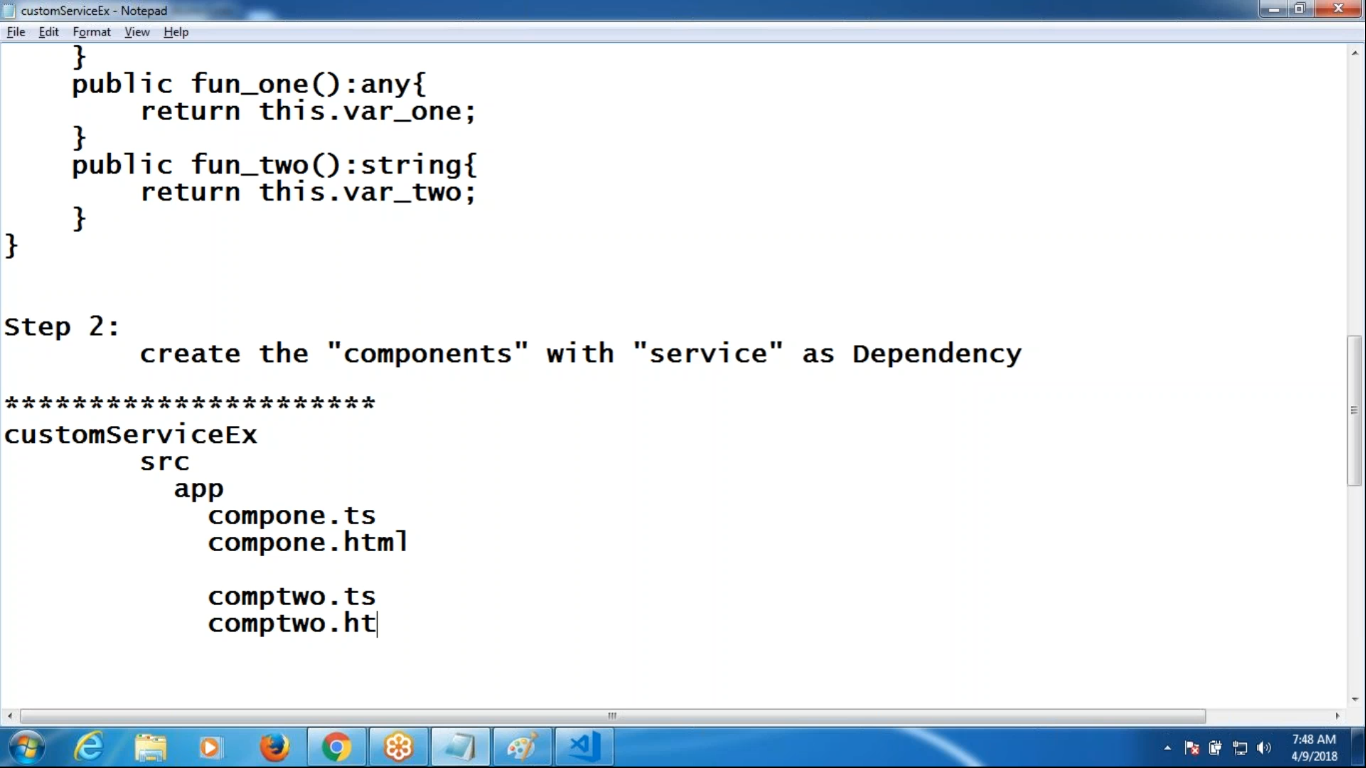 customServiceEx - Notepad
File Edit Format View Help
}
public fun_one():any{
return this.var_one;
}
public fun_two():string{
return this.var_two;
}
}
Step 2:
create the "components" with "service" as Dependency
**********************
customServiceEx
src
app
compone.ts
compone.html
comptwo.ts
comptwo.ht
7:48 AM
4/9/2018